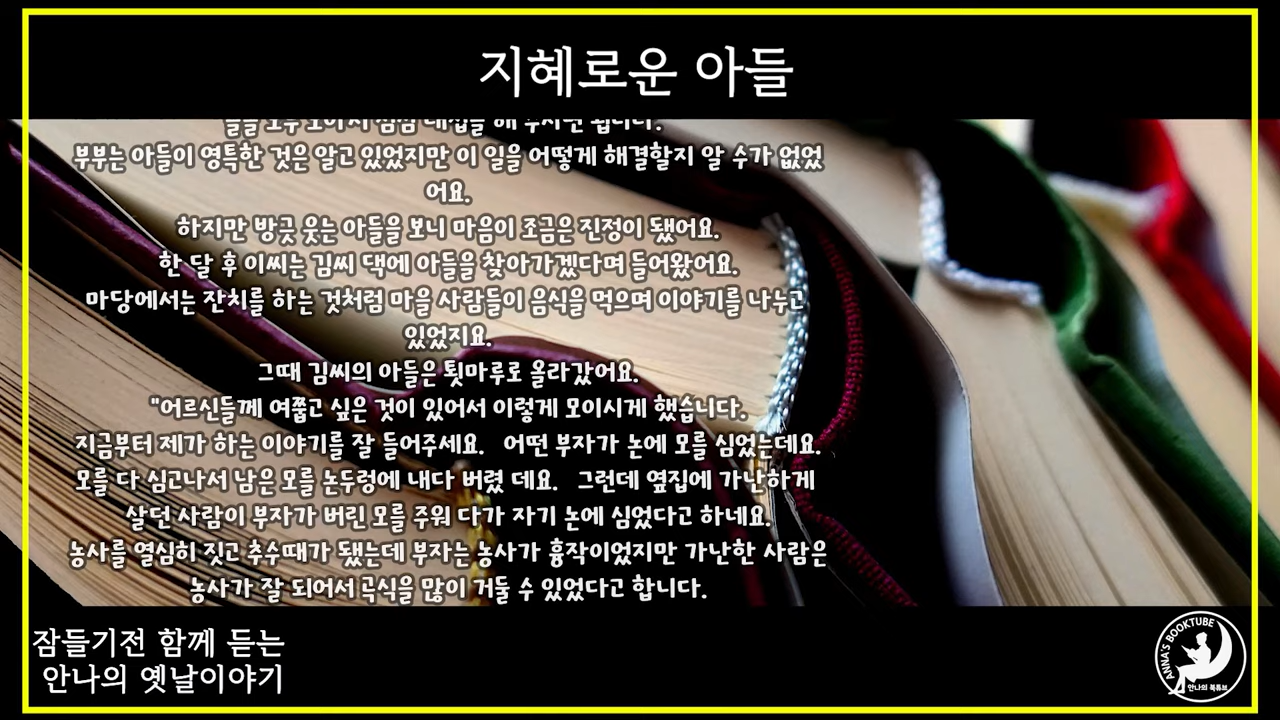 지혜로운 아들
부부는 아들이 영특한 것은 알고 있었지만 이 일을 어떻게 해결할지 알 수가 없었
어요.
하지만 방긋 웃는 아들을 보니 마음이 조금은 진정이 됐어요.
한 달 후 이씨는 김씨 댁에 아들을 찾아가겠다며 들어왔어요.
마당에서는 잔치를 하는 것처럼 마을 사람들이 음식을 먹으며 이야기를 나누고
있었지요.
그때 김씨의 아들은 툇마루로 올라갔어요.
"어르신들께 여쭙고 싶은 것이 있어서 이렇게 모이시게 했습니다.
지금부터 제가 하는 이야기를 잘 들어주세요. 어떤 부자가 논에 모를 심었는데요.
모를 다 심고나서 남은 모를 논두렁에 내다 버렸 데요. 그런데 옆집에 가난하게
살던 사람이 부자가 버린 모를 주워 다가 자기 논에 심었다고 하네요.
농사를 열심히 짓고 추수때가 됐는데 부자는 농사가 흉작이었지만 가난한 사람은
농사가 잘 되어서 곡식을 많이 거둘 수 있었다고 합니다.
잠들기전 함께 듣는
안나의 옛날이야기
ANNA'S BOOKTUBE
안나의 북튜브